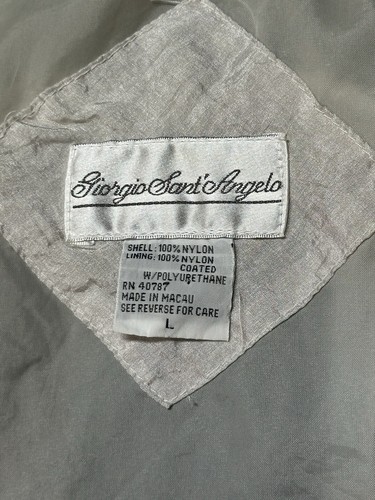 Giorgio Sant'Angelo
SHELL: 100% NYLON
LINING: 100% NYLON
COATED
W/POLYURETHANE
RN 40787
MADE IN MACAU
SEE REVERSE FOR CARE
L